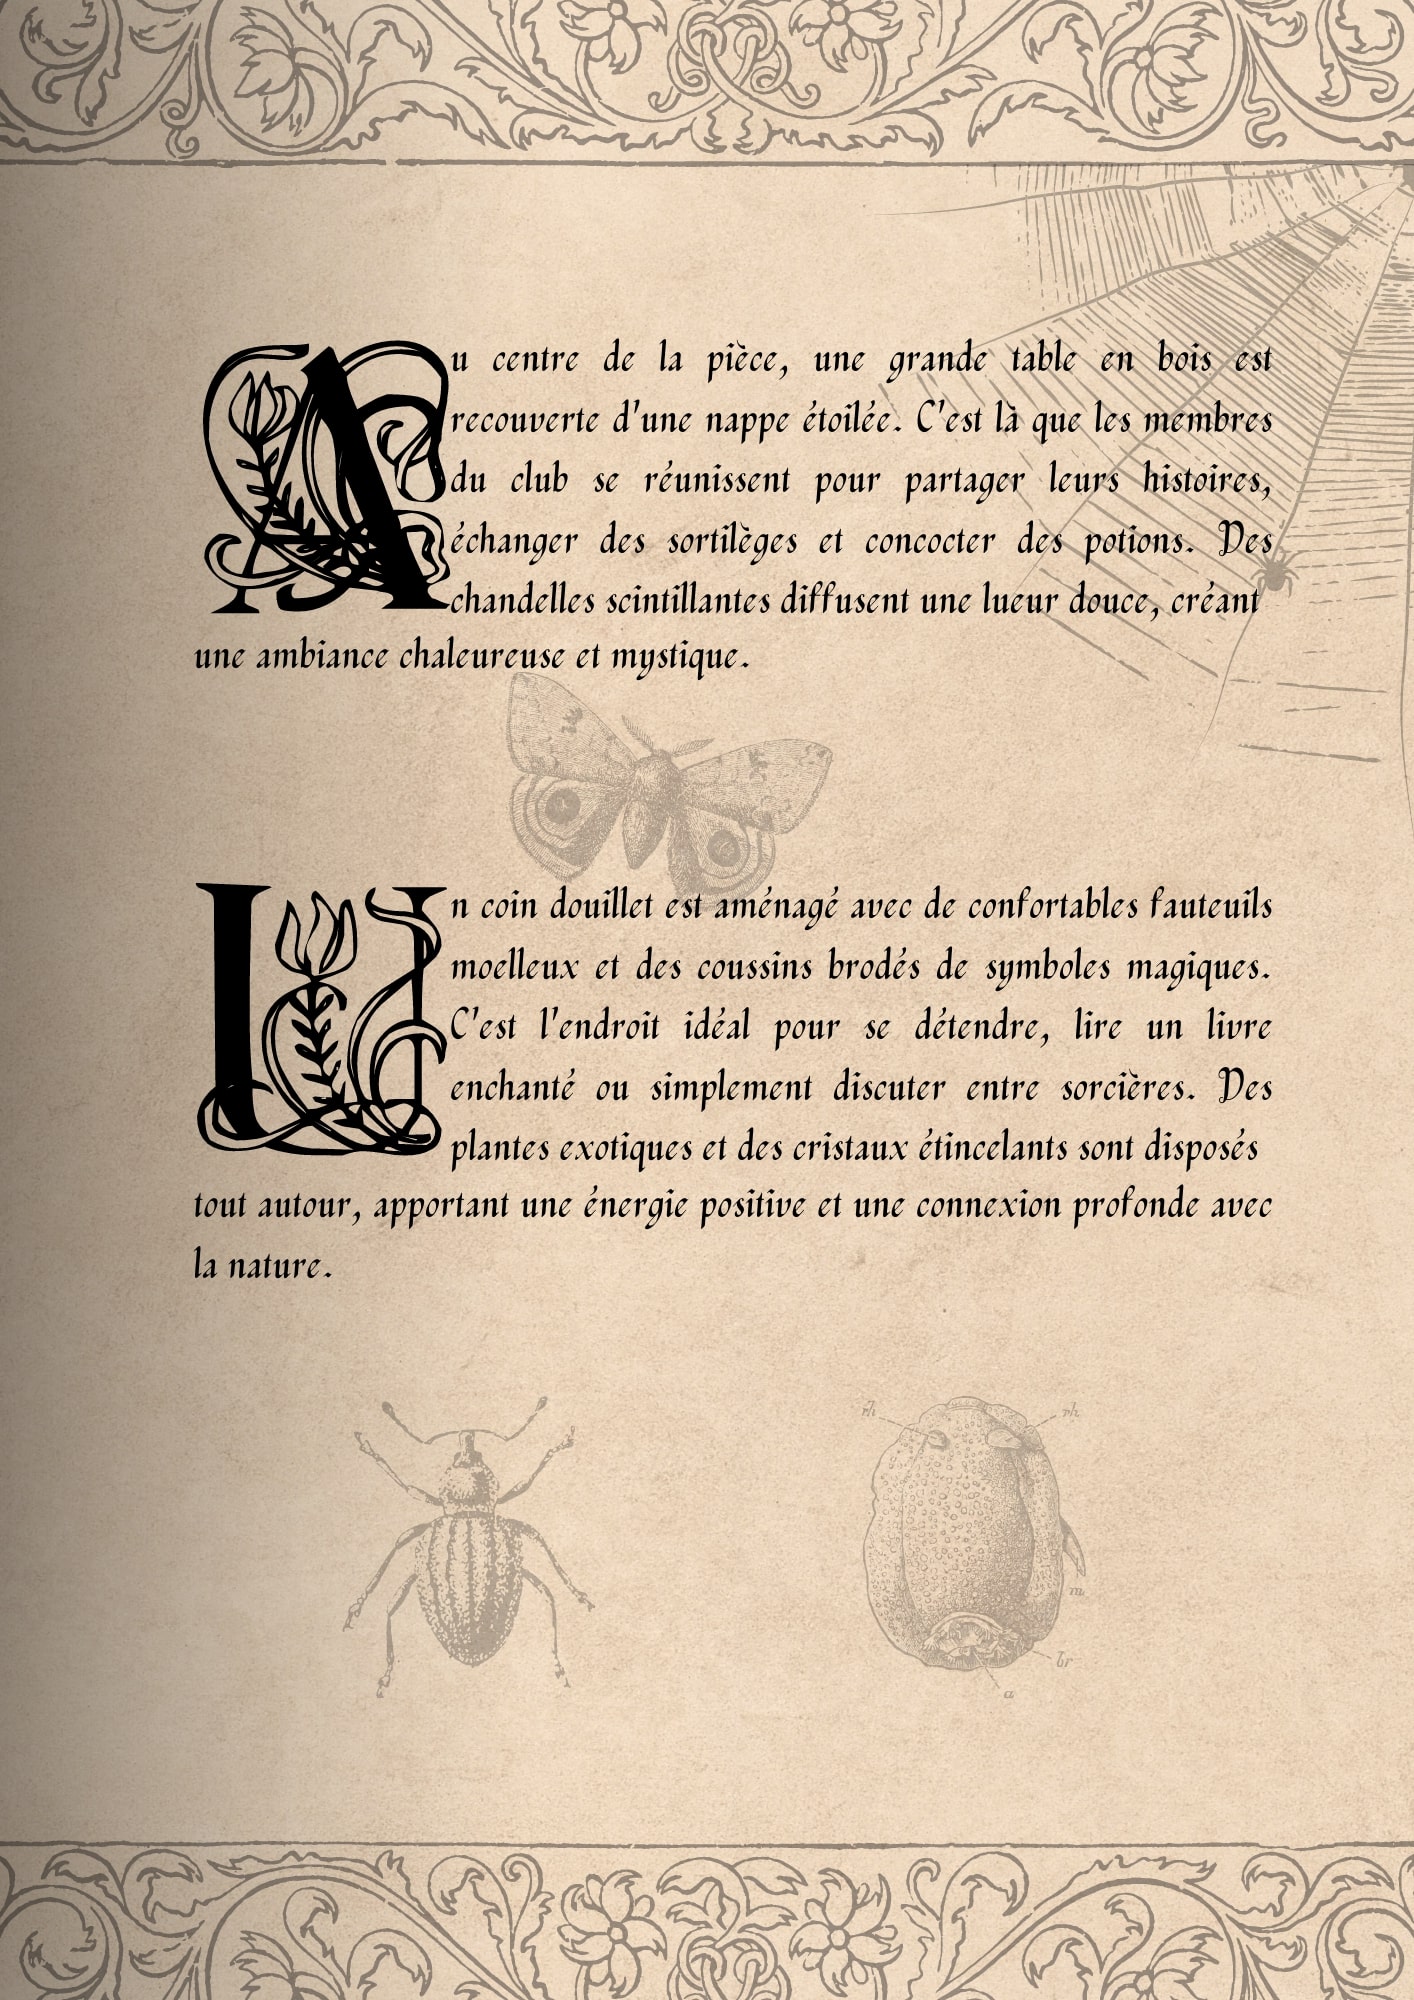 Au centre de la pièce, une grande table en bois est
recouverte d'une nappe étoilée. C'est là que les membres
du club se réunissent pour partager leurs histoires,
échanger des sortilèges et concocter des potions. Des
chandelles scintillantes diffusent une lueur douce, créant
une ambiance chaleureuse et mystique.
Un coin douillet est aménagé avec de confortables fauteuils
moelleux et des coussins brodés de symboles magiques.
C'est l'endroit idéal pour se détendre, lire un livre
enchanté ou simplement discuter entre sorcières. Des
plantes exotiques et des cristaux étincelants sont disposés
tout autour, apportant une énergie positive et une connexion profonde avec
la nature.
rh rh
m
br
a